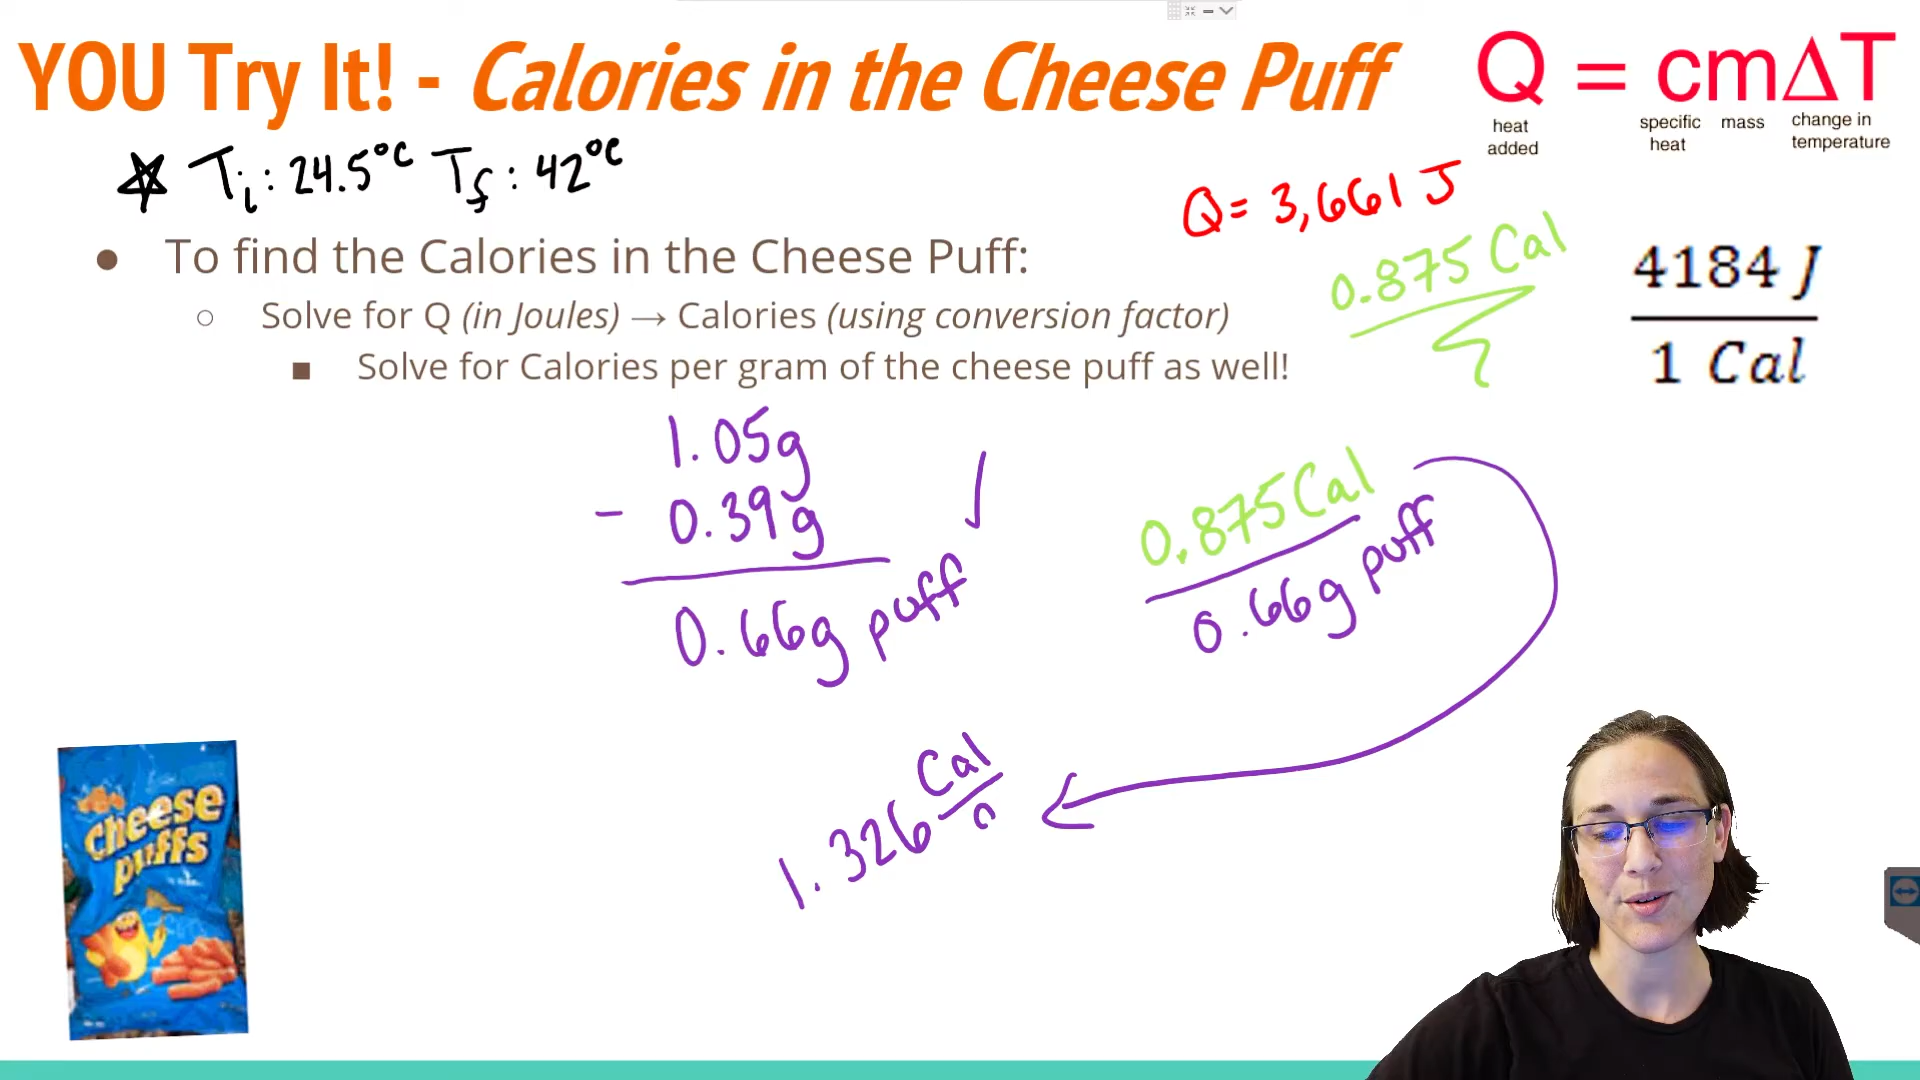 YOU Try It! - Calories in the Cheese Puff
Q = cmΔT
heat added
specific heat
mass
change in temperature
☆ Ti: 24.5°C Tf: 42°C
Q= 3,661 J
0.875 Cal
4184 J
1 Cal
● To find the Calories in the Cheese Puff:
○ Solve for Q (in Joules) → Calories (using conversion factor)
■ Solve for Calories per gram of the cheese puff as well!
1.05g
- 0.39g
0.66g puff
0.875 Cal
0.66g puff
1.326 Cal
cheese
puffs